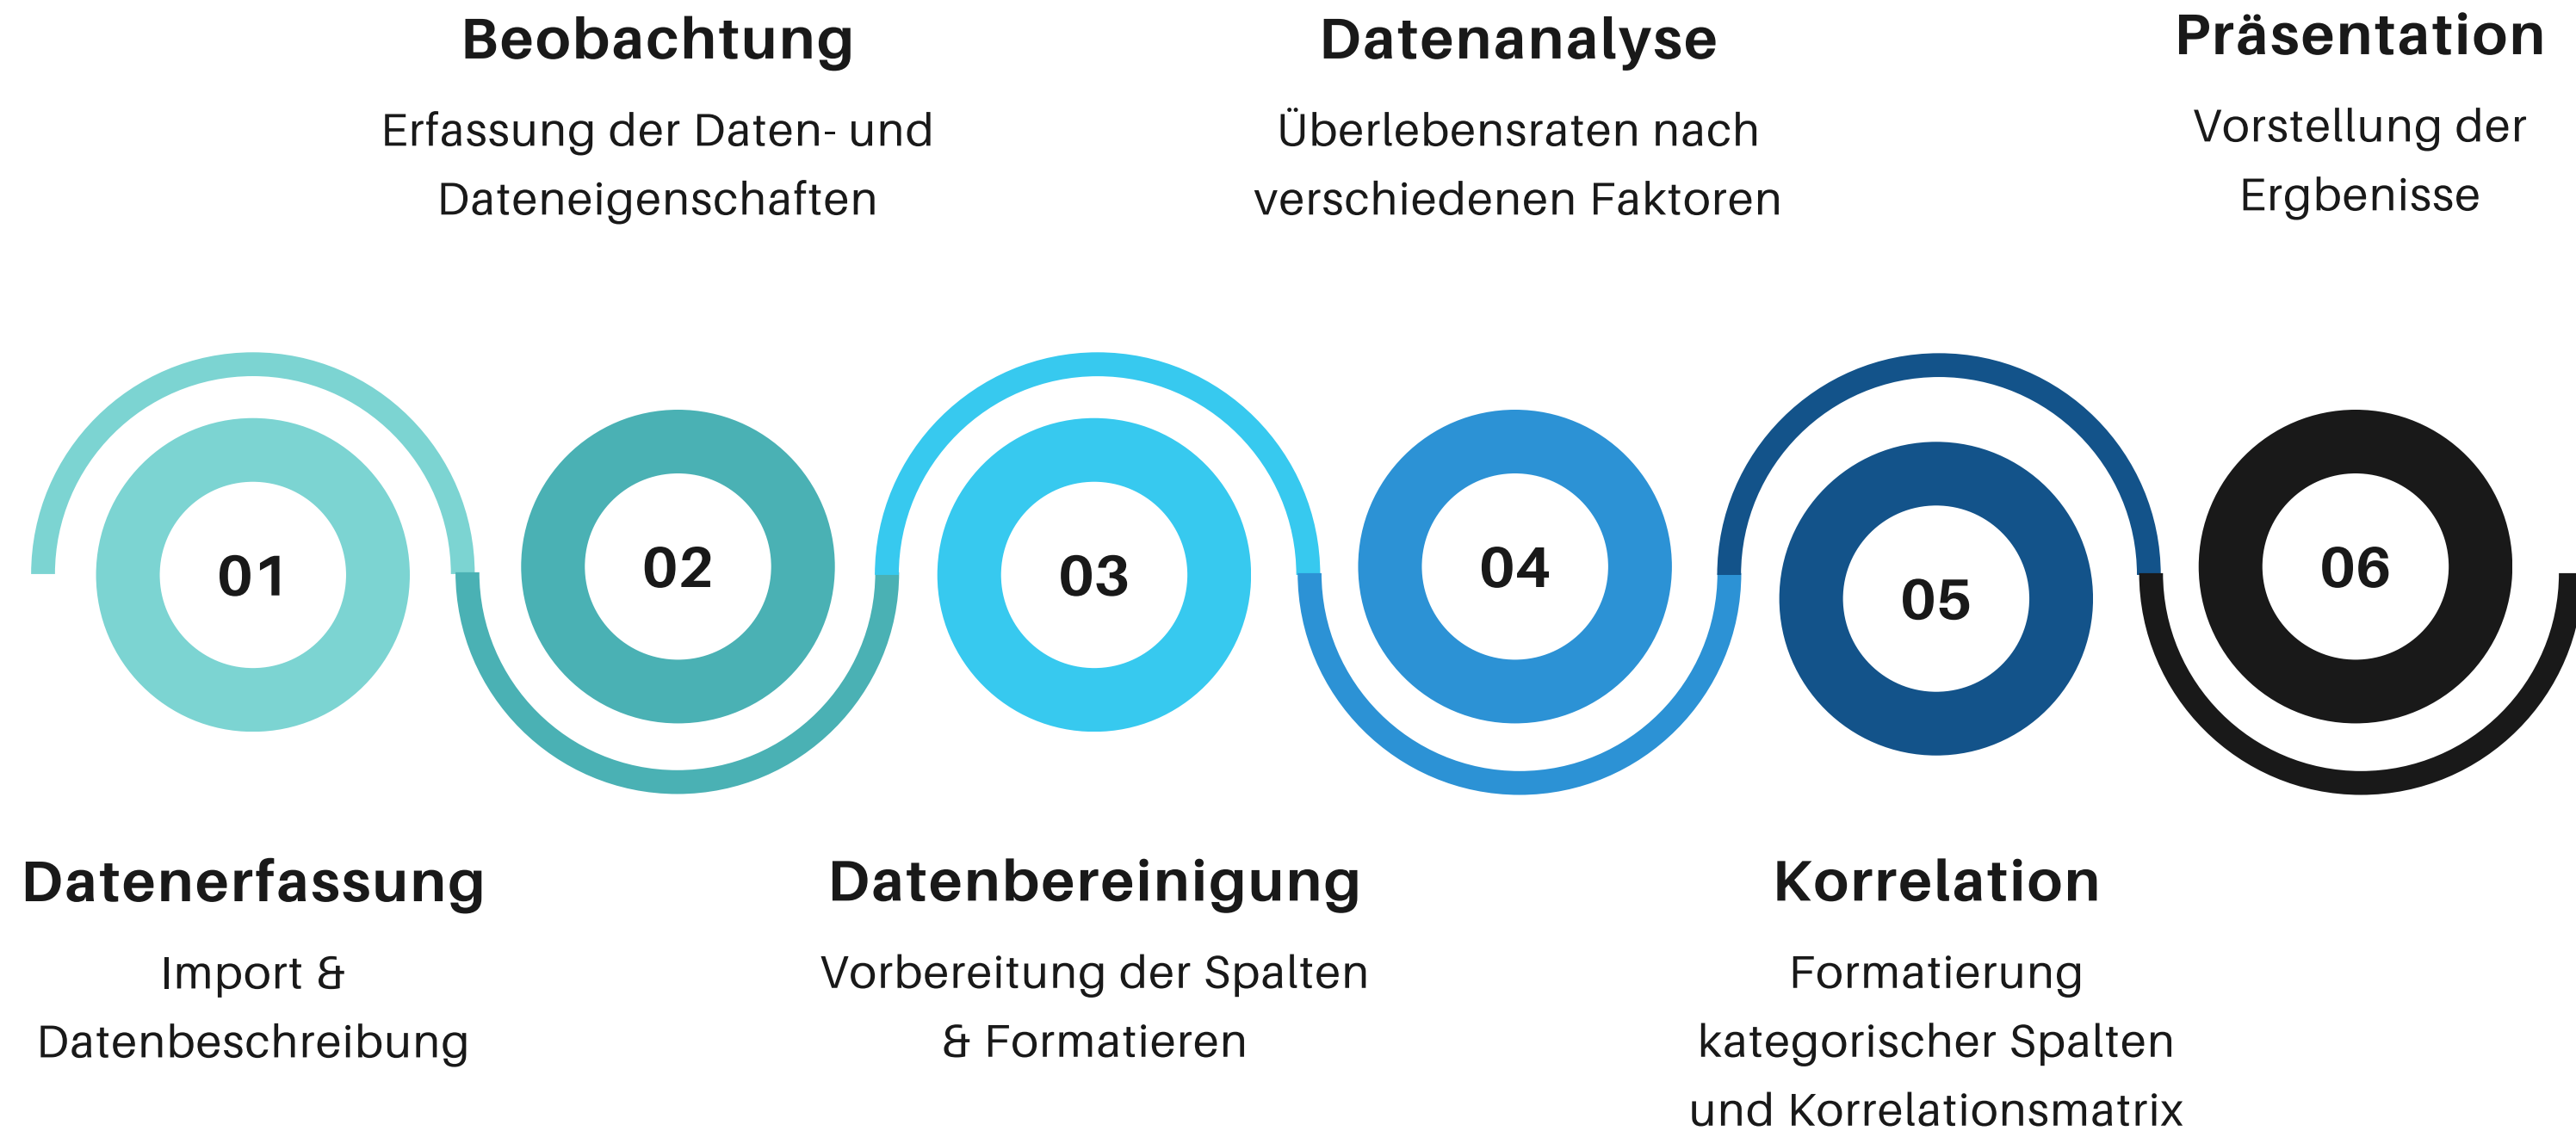 Beobachtung
Erfassung der Daten- und
Dateneigenschaften
Datenanalyse
Überlebensraten nach
verschiedenen Faktoren
Präsentation
Vorstellung der
Ergbenisse
01
02
03
04
05
06
Datenerfassung
Import &
Datenbeschreibung
Datenbereinigung
Vorbereitung der Spalten
& Formatieren
Korrelation
Formatierung
kategorischer Spalten
und Korrelationsmatrix